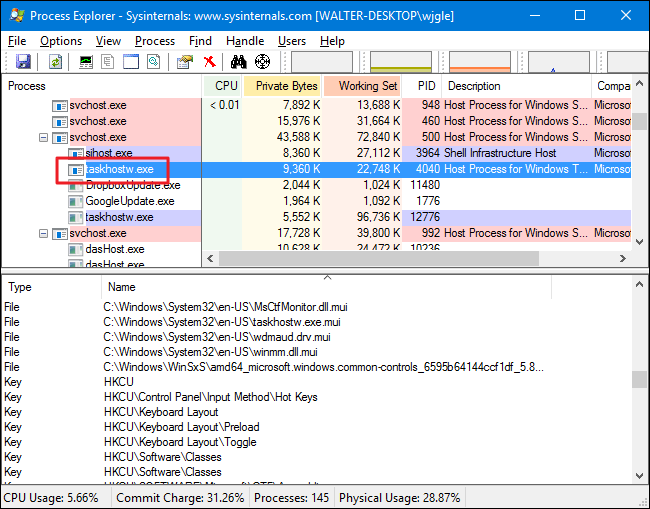 Process Explorer - Sysinternals: www.sysinternals.com [WALTER-DESKTOP\wjgle]
File Options View Process Find Handle Users Help
Process CPU Private Bytes Working Set PID Description Compa
svchost.exe < 0.01 7,892 K 13,688 K 948 Host Process for Windows S... Microsof
svchost.exe 15,976 K 31,664 K 460 Host Process for Windows S... Microsof
svchost.exe 43,588 K 72,840 K 500 Host Process for Windows S... Microsof
sihost.exe 8,360 K 27,112 K 3964 Shell Infrastructure Host Microsof
taskhostw.exe 9,360 K 22,748 K 4040 Host Process for Windows T... Microsof
DropboxUpdate.exe 2,044 K 1,024 K 11480
GoogleUpdate.exe 1,964 K 1,092 K 1776
taskhostw.exe 5,552 K 96,736 K 12776
svchost.exe 17,728 K 39,800 K 992 Host Process for Windows S... Microsof
dasHost.exe 10,628 K 24,472 K 10236
dasHost.exe
Type Name
File C:\Windows\System32\en-US\MsCtfMonitor.dll.mui
File C:\Windows\System32\en-US\taskhostw.exe.mui
File C:\Windows\System32\en-US\wdmaud.drv.mui
File C:\Windows\System32\en-US\winmm.dll.mui
File C:\Windows\WinSxS\amd64_microsoft.windows.common-controls_6595b64144ccf1df_5.8...
Key HKCU
Key HKCU\Control Panel\Input Method\Hot Keys
Key HKCU\Keyboard Layout
Key HKCU\Keyboard Layout\Preload
Key HKCU\Keyboard Layout\Toggle
Key HKCU\Software\Classes
Key HKCU\Software\Classes
Key
CPU Usage: 5.66% Commit Charge: 31.26% Processes: 145 Physical Usage: 28.87%